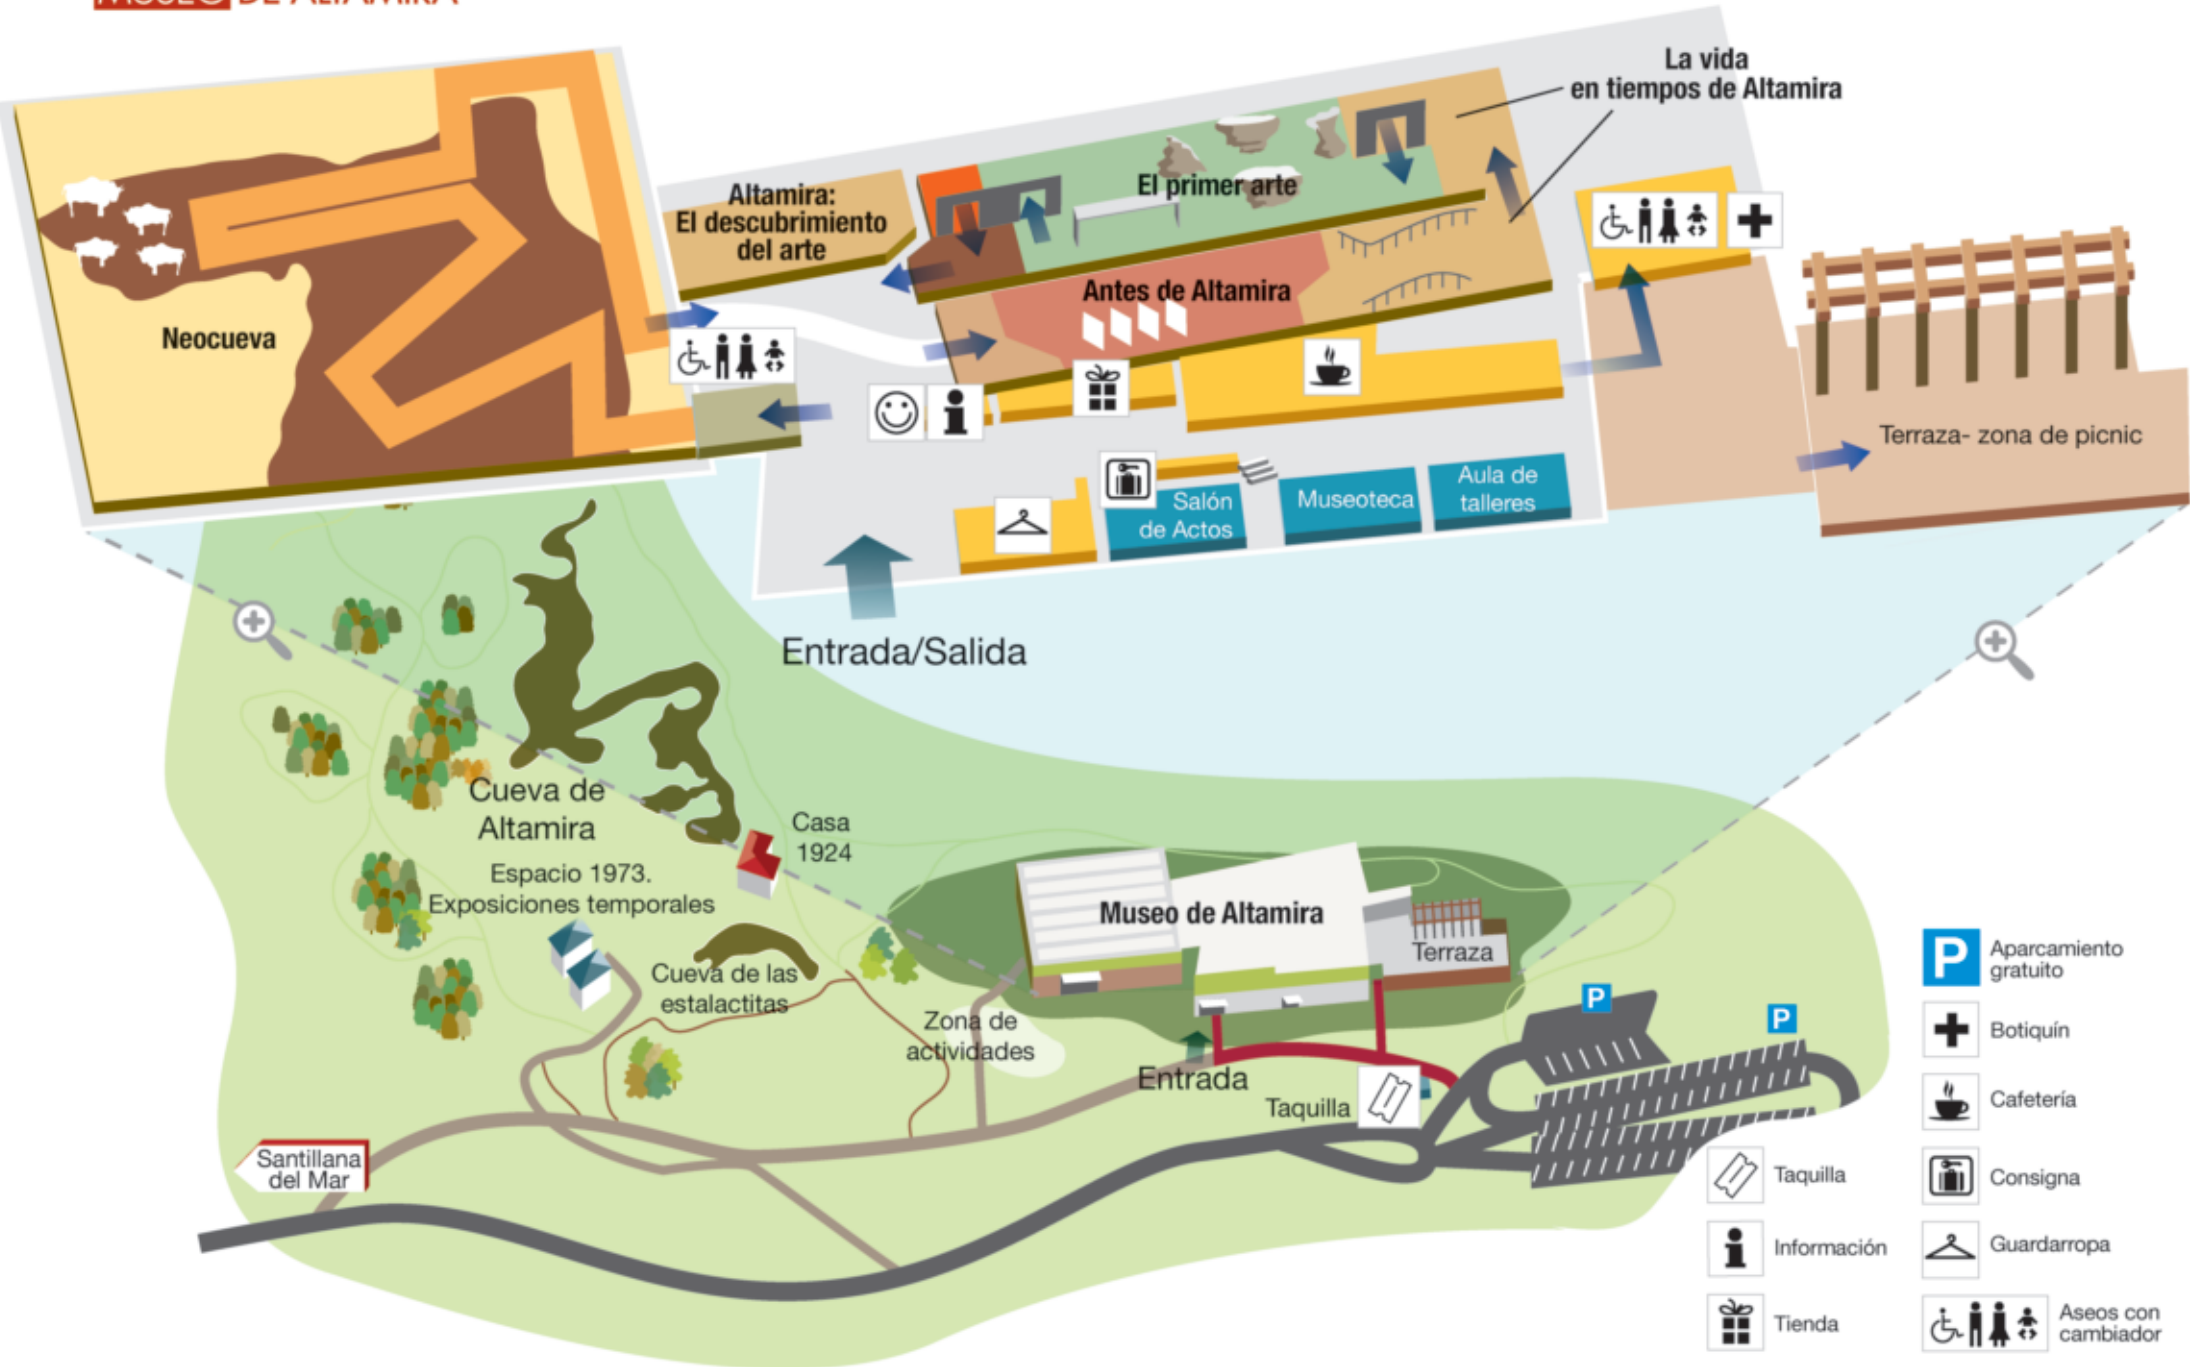 MUSEO DE ALTAMIRA
La vida
en tiempos de Altamira
Altamira:
El descubrimiento
del arte
El primer arte
Antes de Altamira
Neocueva
Terraza- zona de picnic
Salón
de Actos
Museoteca
Aula de
talleres
Entrada/Salida
Cueva de
Altamira
Casa
1924
Espacio 1973.
Exposiciones temporales
Museo de Altamira
Terraza
Cueva de las
estalactitas
Zona de
actividades
Entrada
Taquilla
Santillana
del Mar
P
P
P
Aparcamiento
gratuito
Botiquín
Cafetería
Taquilla
Consigna
Información
Guardarropa
Tienda
Aseos con
cambiador